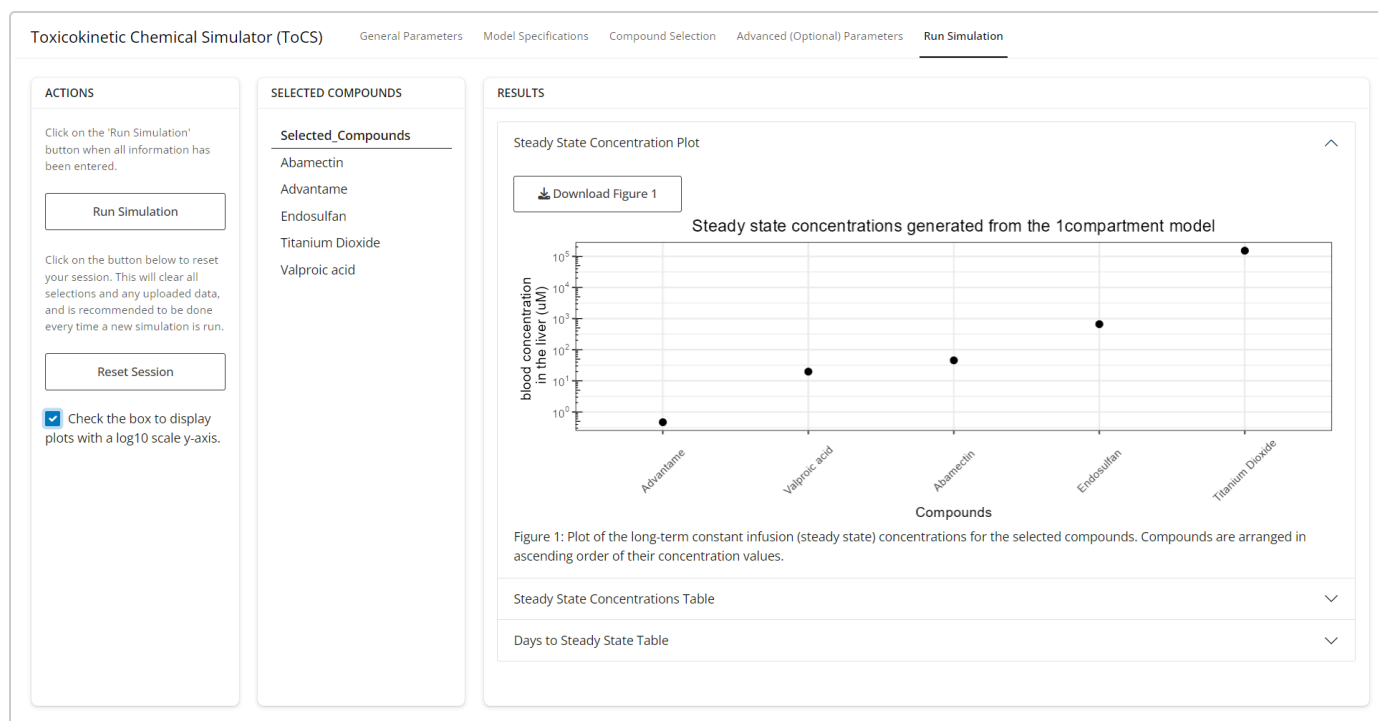 Toxicokinetic Chemical Simulator (ToCS)
General Parameters
Model Specifications
Compound Selection
Advanced (Optional) Parameters
Run Simulation
ACTIONS
Click on the 'Run Simulation'
button when all information has
been entered.
Run Simulation
Click on the button below to reset
your session. This will clear all
selections and any uploaded data,
and is recommended to be done
every time a new simulation is run.
Reset Session
Check the box to display
plots with a log10 scale y-axis.
SELECTED COMPOUNDS
Selected_Compounds
Abamectin
Advantame
Endosulfan
Titanium Dioxide
Valproic acid
RESULTS
Steady State Concentration Plot
Download Figure 1
Steady state concentrations generated from the 1compartment model
blood concentration
in the liver (uM)
10⁵
10⁴
10³
10²
10¹
10⁰
Advantame
Valproic acid
Abamectin
Endosulfan
Titanium Dioxide
Compounds
Figure 1: Plot of the long-term constant infusion (steady state) concentrations for the selected compounds. Compounds are arranged in
ascending order of their concentration values.
Steady State Concentrations Table
Days to Steady State Table